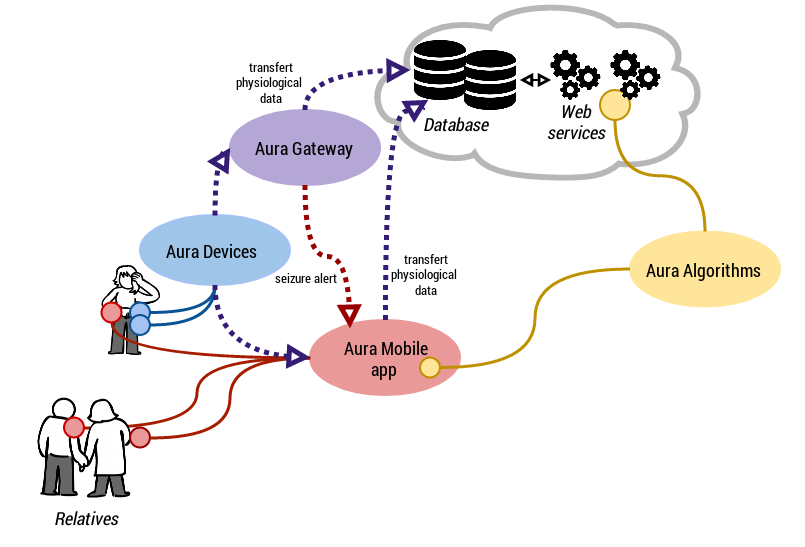 transfert
physiological
data
Database
Web
services
Aura Gateway
Aura Devices
transfert
physiological
data
seizure alert
Aura Algorithms
Aura Mobile
app
Relatives